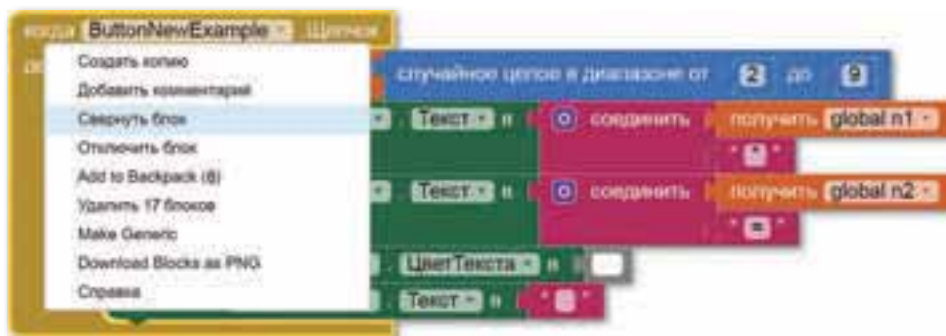 когда ButtonNewExample Щелчок
Создать копию
Добавить комментарий
Свернуть блок
Отключить блок
Add to Backpack (8)
Удалить 17 блоков
Make Generic
Download Blocks as PNG
Справка
случайное целое в диапазоне от 2 до 9
Текст в соединить получить global n1
" * "
Текст в соединить получить global n2
" = "
ЦветТекста в
Текст в " "